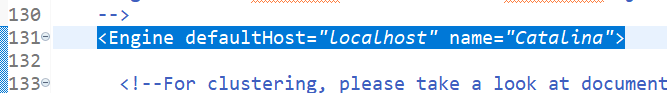 130 -->
131 <Engine defaultHost="localhost" name="Catalina">
132
133 <!--For clustering, please take a look at document